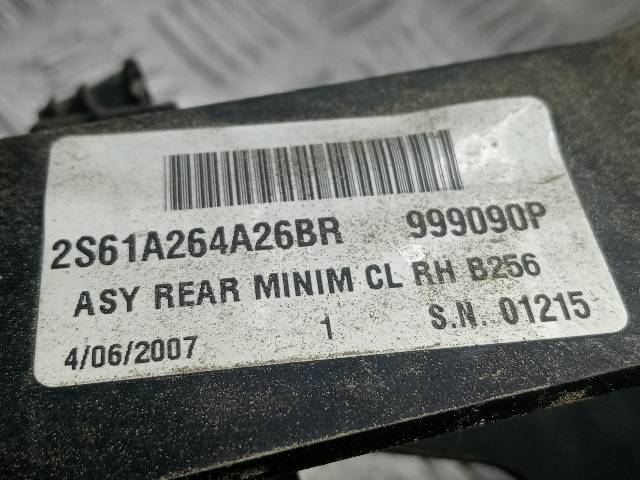 2S61A264A26BR 999090P
ASY REAR MINIM CL RH B256
4/06/2007 1 S.N. 01215